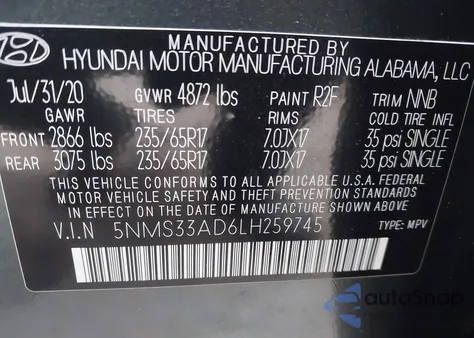 MANUFACTURED BY
HYUNDAI MOTOR MANUFACTURING ALABAMA, LLC
Jul/31/20 GVWR 4872 lbs PAINT R2F TRIM NNB
GAWR TIRES RIMS COLD TIRE INFL
FRONT 2866 lbs 235/65R17 7.0JX17 35 psi SINGLE
REAR 3075 lbs 235/65R17 7.0JX17 35 psi SINGLE
THIS VEHICLE CONFORMS TO ALL APPLICABLE U.S.A. FEDERAL
MOTOR VEHICLE SAFETY AND THEFT PREVENTION STANDARDS
IN EFFECT ON THE DATE OF MANUFACTURE SHOWN ABOVE.
V.I.N 5NMS33AD6LH259745 TYPE: MPV
autoSnap